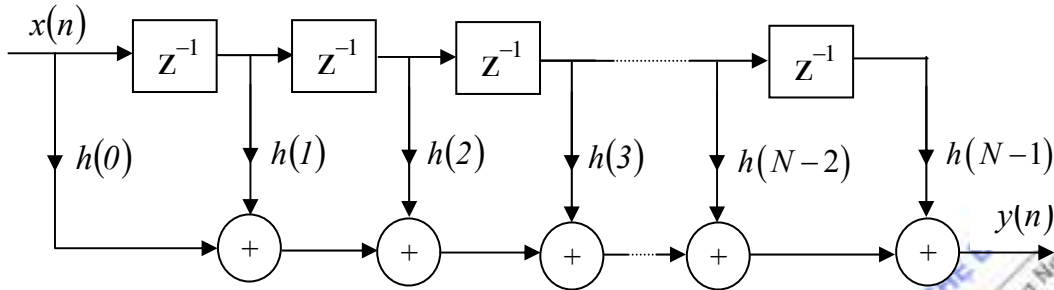 x(n)
z⁻¹ z⁻¹ z⁻¹ z⁻¹
h(0) h(1) h(2) h(3) h(N−2) h(N−1)
y(n)
+ + + + + +